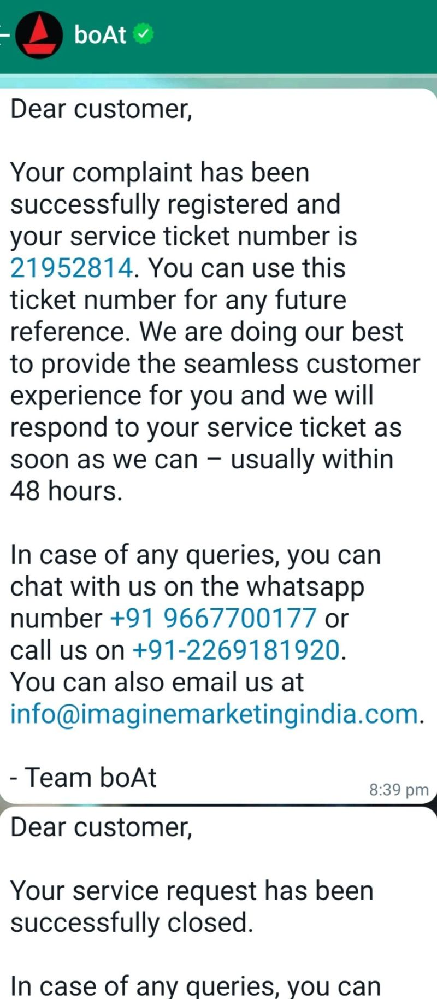 boAt
Dear customer,
Your complaint has been
successfully registered and
your service ticket number is
21952814. You can use this
ticket number for any future
reference. We are doing our best
to provide the seamless customer
experience for you and we will
respond to your service ticket as
soon as we can – usually within
48 hours.
In case of any queries, you can
chat with us on the whatsapp
number +91 9667700177 or
call us on +91-2269181920.
You can also email us at
info@imaginemarketingindia.com.
- Team boAt
8:39 pm
Dear customer,
Your service request has been
successfully closed.
In case of any queries, you can